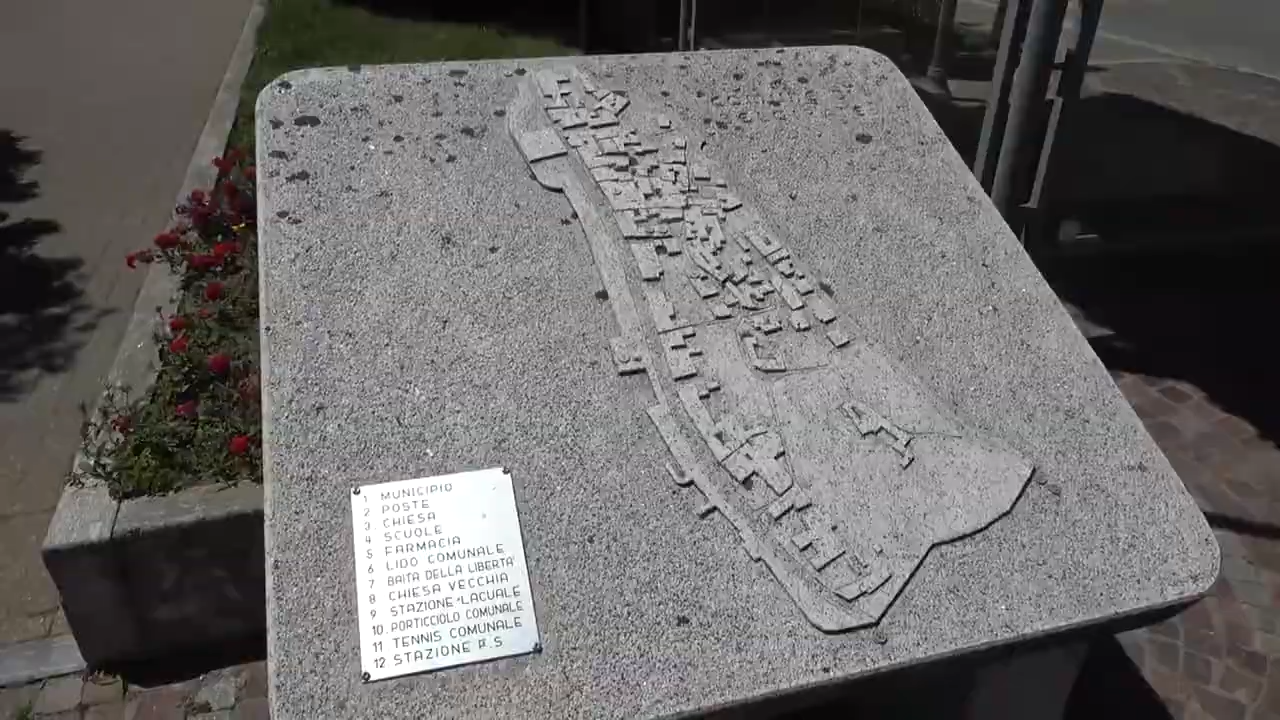 1 MUNICIPIO
2 POSTE
3 CHIESA
4 SCUOLE
5 FARMACIA
6 LIDO COMUNALE
7 BAITA DELLA LIBERTA'
8 CHIESA VECCHIA
9 STAZIONE LACUALE
10. PORTICCIOLO COMUNALE
11 TENNIS COMUNALE
12 STAZIONE F.S